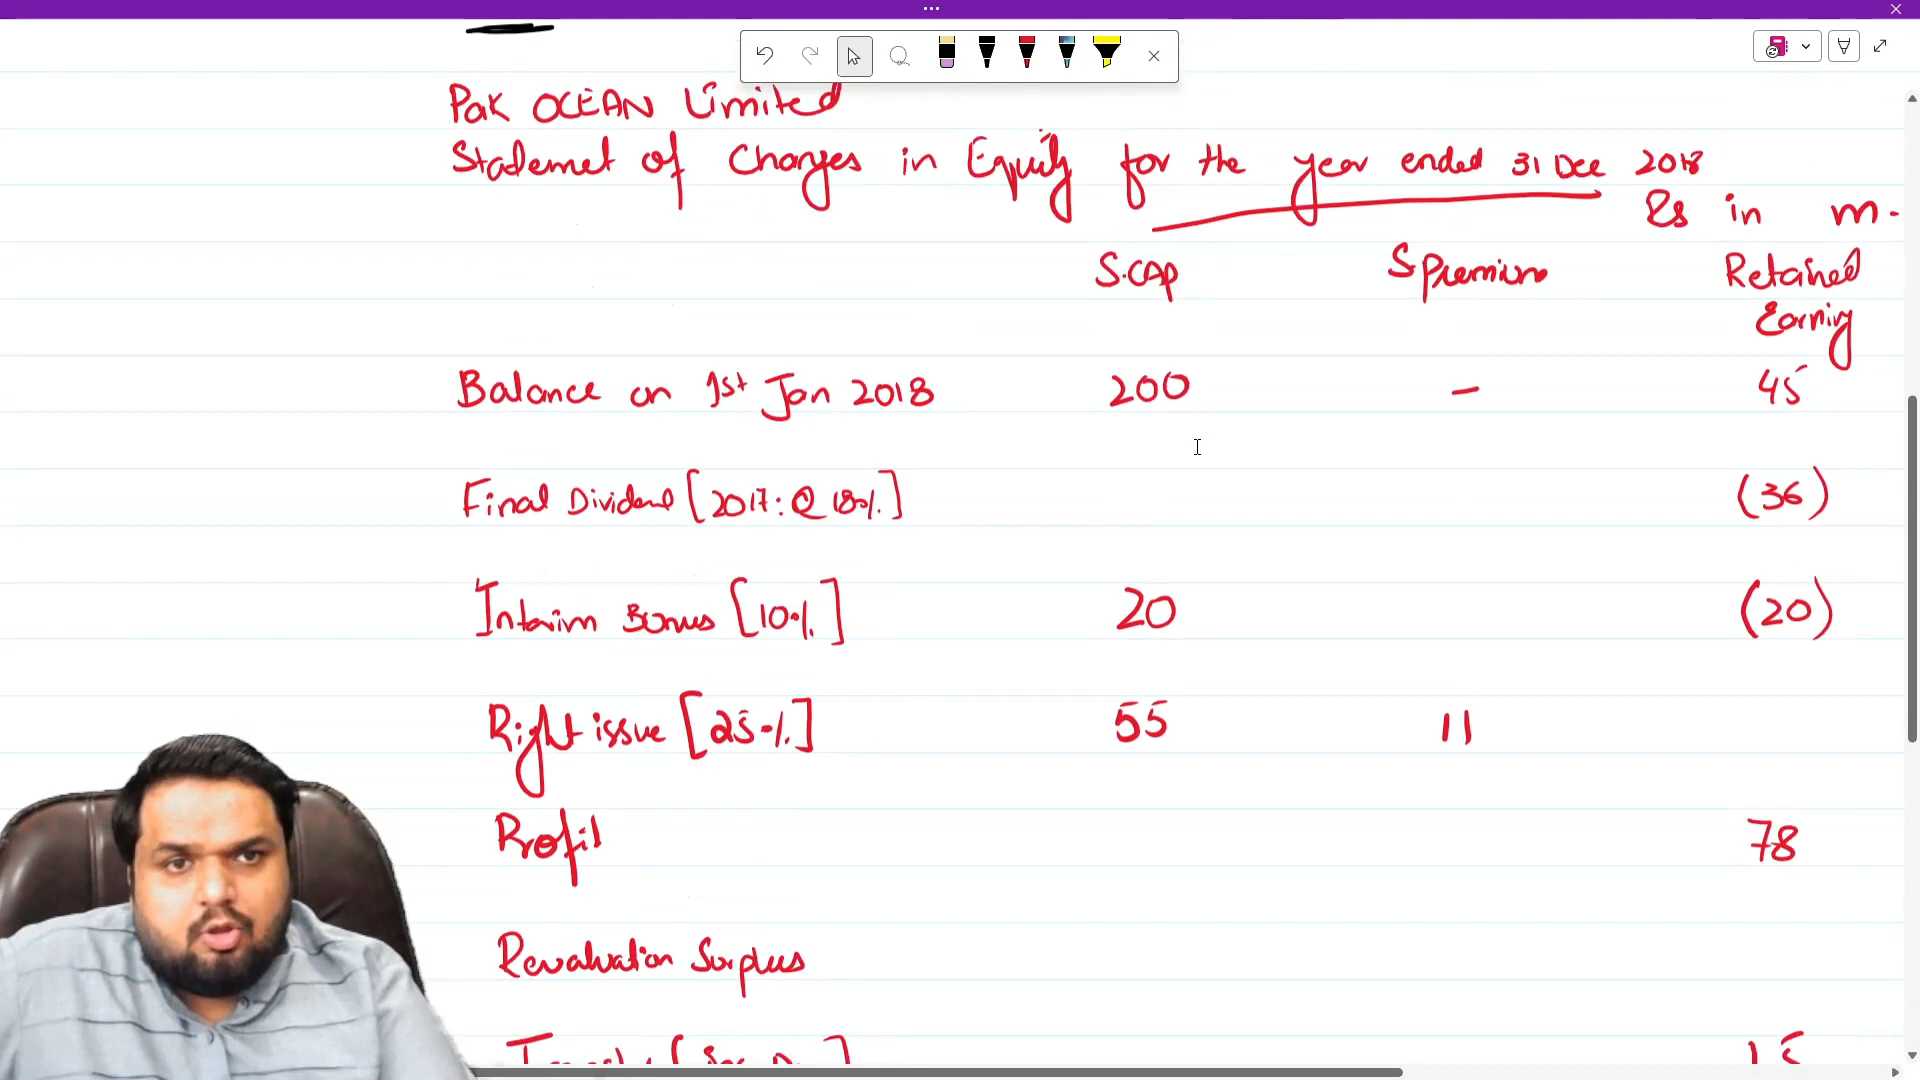 Pak OCEAN Limited
Statemet of Changes in Equity for the year ended 31 Dec 2018
Rs in m.
S.CAP S.Premium Retained
Earning
Balance on 1st Jan 2018 200 – 45
Final Dividend [2017: @ 18%] (36)
Interim Bonus [10%] 20 (20)
Right issue [25%] 55 11
Profit 78
Revaluation Surplus